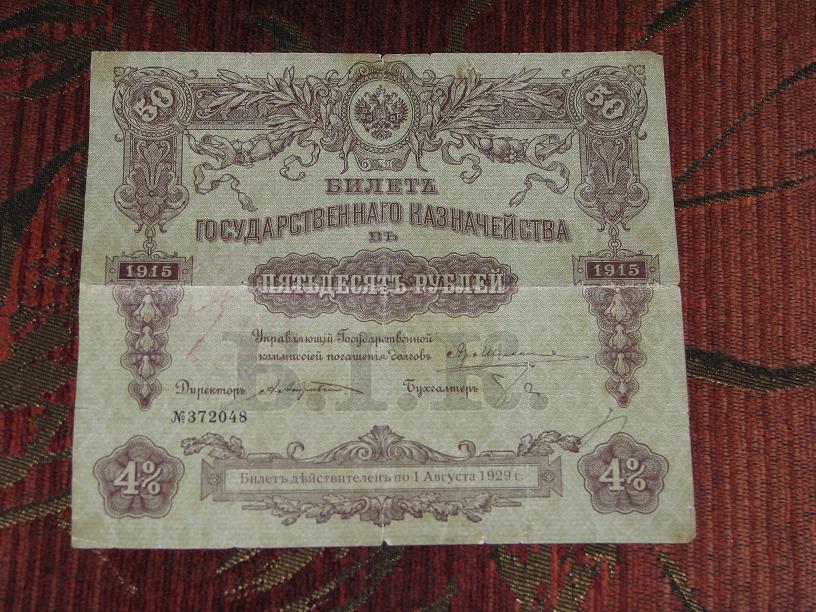 50 50
БИЛЕТЪ
ГОСУДАРСТВЕННАГО КАЗНАЧЕЙСТВА
ВЪ
1915 1915
ПЯТЬДЕСЯТЪ РУБЛЕЙ
Б.Г.К.
Управляющій Государственной
коммиссіей погашенія долговъ
Директоръ Бухгалтеръ
№372048
4% 4%
Билетъ дѣйствителенъ по 1 Августа 1929 г.